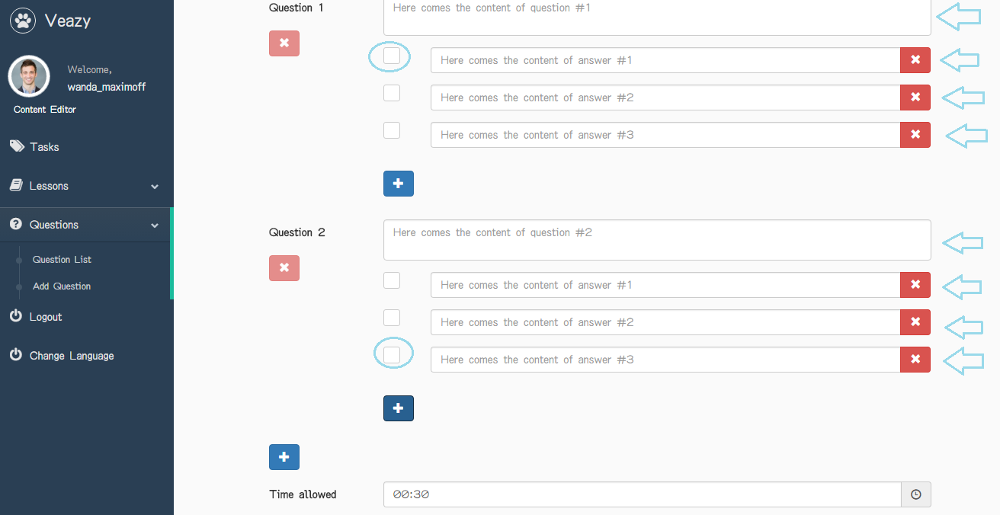 Veazy
Welcome,
wanda_maximoff
Content Editor
Tasks
Lessons
Questions
Question List
Add Question
Logout
Change Language
Question 1
Here comes the content of question #1
Here comes the content of answer #1
Here comes the content of answer #2
Here comes the content of answer #3
Question 2
Here comes the content of question #2
Here comes the content of answer #1
Here comes the content of answer #2
Here comes the content of answer #3
Time allowed
00:30